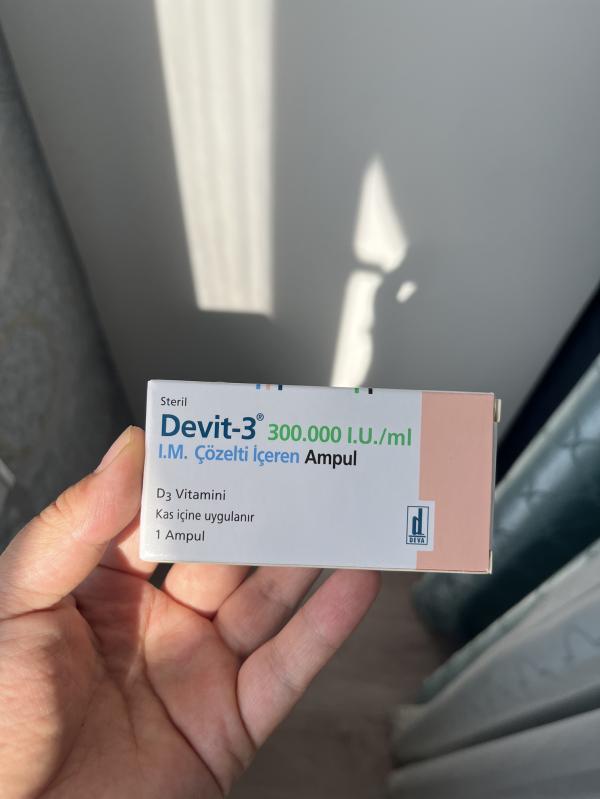 Steril
Devit-3® 300.000 I.U./ml
I.M. Çözelti İçeren Ampul
D3 Vitamini
Kas içine uygulanır
1 Ampul
d
DEVA